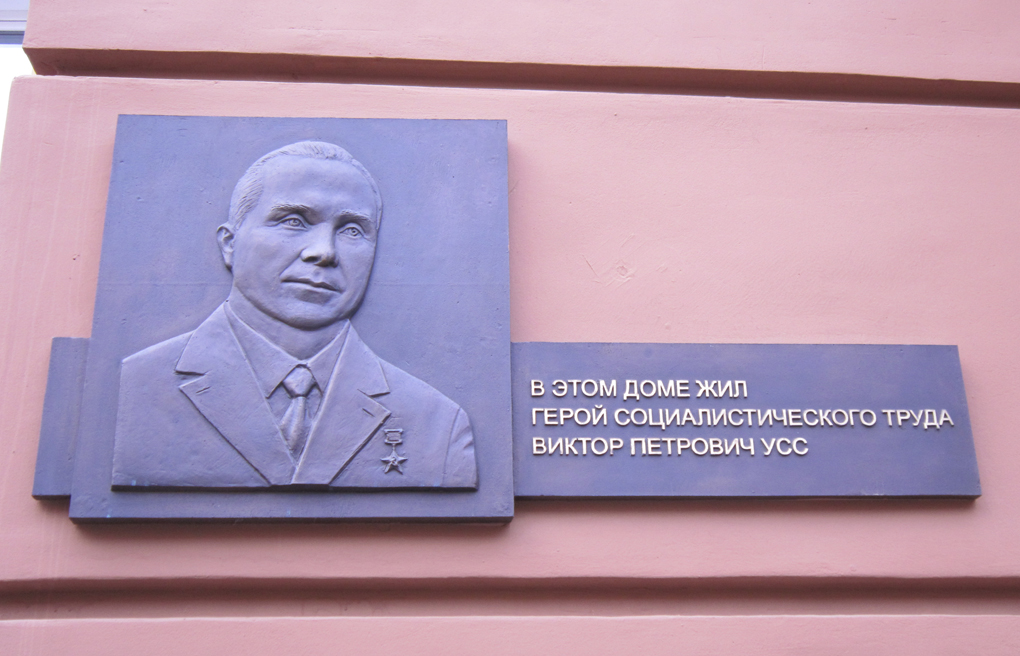 В ЭТОМ ДОМЕ ЖИЛ
ГЕРОЙ СОЦИАЛИСТИЧЕСКОГО ТРУДА
ВИКТОР ПЕТРОВИЧ УСС